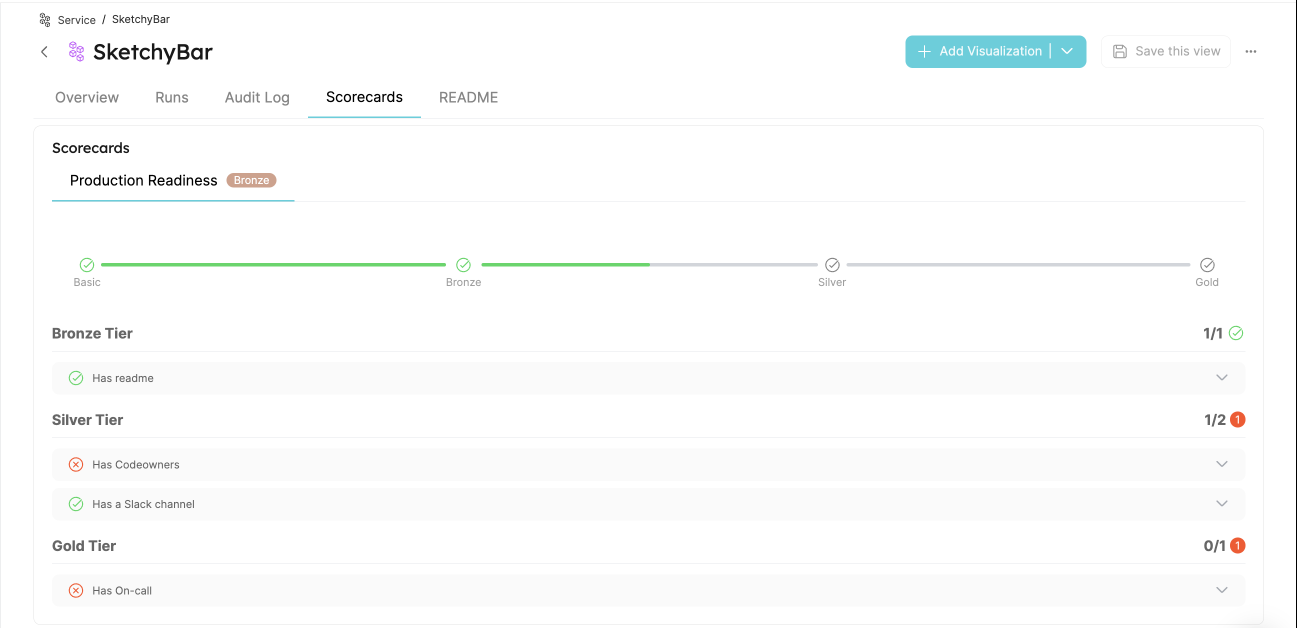 Service / SketchyBar
SketchyBar
Add Visualization
Save this view
Overview Runs Audit Log Scorecards README
Scorecards
Production Readiness Bronze
Basic Bronze Silver Gold
Bronze Tier 1/1
Has readme
Silver Tier 1/2 1
Has Codeowners
Has a Slack channel
Gold Tier 0/1 1
Has On-call